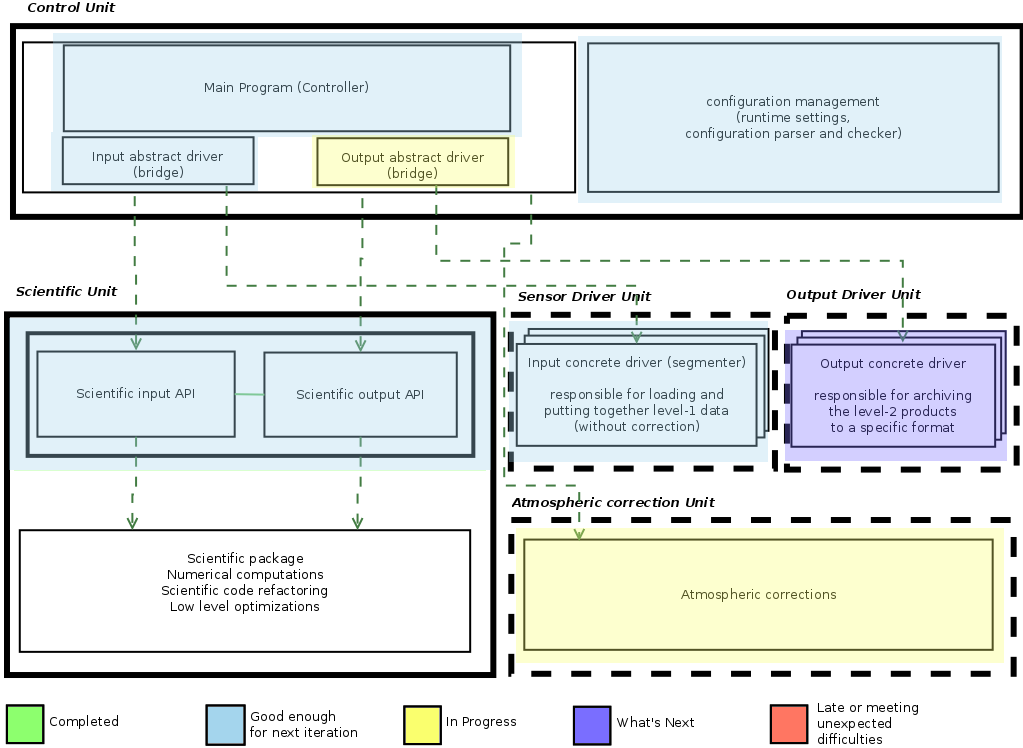 Control Unit
Main Program (Controller)
configuration management
(runtime settings,
configuration parser and checker)
Input abstract driver
(bridge)
Output abstract driver
(bridge)
Scientific Unit
Sensor Driver Unit
Output Driver Unit
Scientific input API
Scientific output API
Input concrete driver (segmenter)
responsible for loading and
putting together level-1 data
(without correction)
Output concrete driver
responsible for archiving
the level-2 products
to a specific format
Atmospheric correction Unit
Scientific package
Numerical computations
Scientific code refactoring
Low level optimizations
Atmospheric corrections
Completed
Good enough
for next iteration
In Progress
What's Next
Late or meeting
unexpected
difficulties